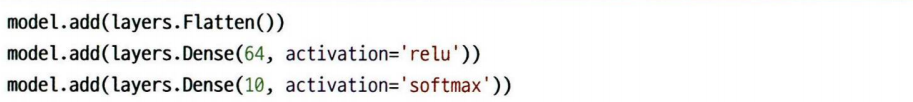 model.add(layers.Flatten())
model.add(layers.Dense(64, activation='relu'))
model.add(layers.Dense(10, activation='softmax'))